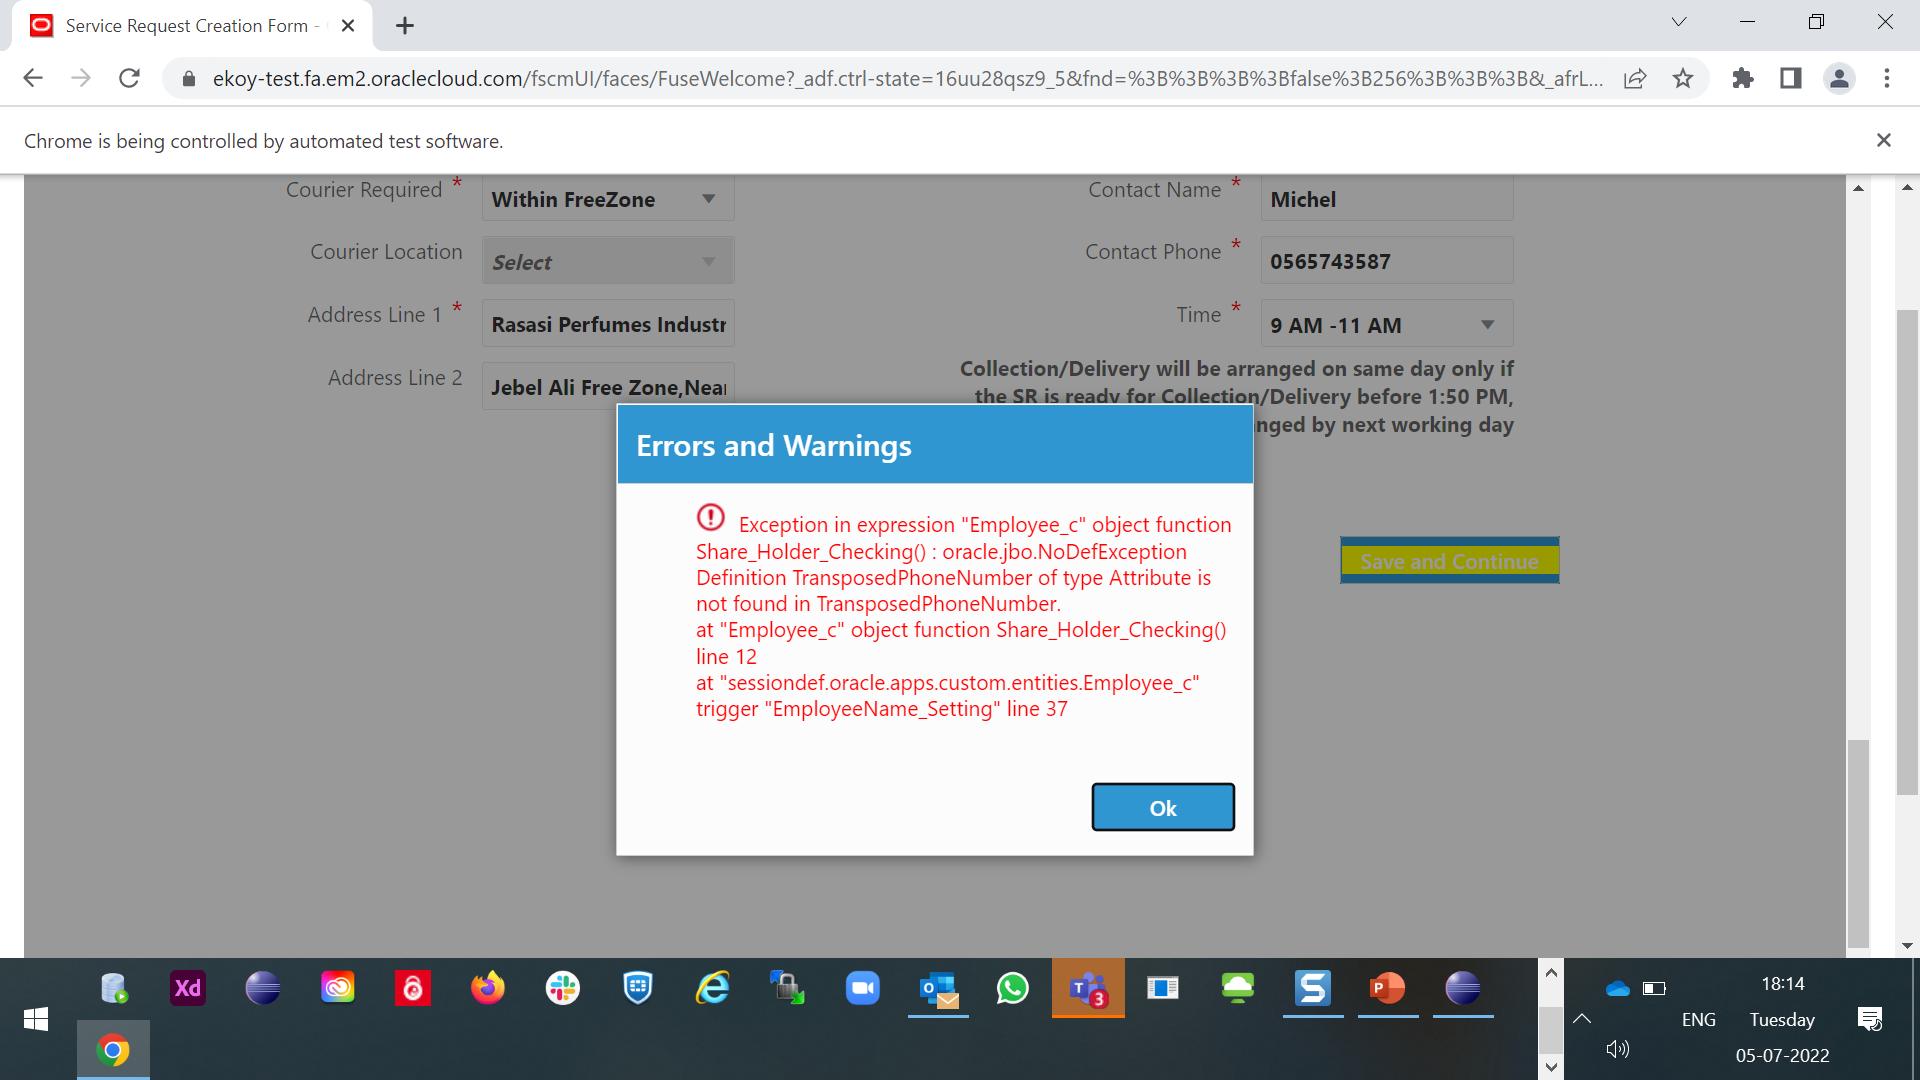 Service Request Creation Form -
ekoy-test.fa.em2.oraclecloud.com/fscmUI/faces/FuseWelcome?_adf.ctrl-state=16uu28qsz9_5&fnd=%3B%3B%3B%3Bfalse%3B256%3B%3B%3B&_afrL...
Chrome is being controlled by automated test software.
Courier Required * Within FreeZone Contact Name * Michel
Courier Location Select Contact Phone * 0565743587
Address Line 1 * Rasasi Perfumes Industr Time * 9 AM -11 AM
Address Line 2 Jebel Ali Free Zone,Near
Collection/Delivery will be arranged on same day only if
the SR is ready for Collection/Delivery before 1:50 PM,
nged by next working day
Errors and Warnings
Exception in expression "Employee_c" object function
Share_Holder_Checking() : oracle.jbo.NoDefException
Definition TransposedPhoneNumber of type Attribute is
not found in TransposedPhoneNumber.
at "Employee_c" object function Share_Holder_Checking()
line 12
at "sessiondef.oracle.apps.custom.entities.Employee_c"
trigger "EmployeeName_Setting" line 37
Save and Continue
Ok
Xd
O
T 3
S
P
18:14
ENG Tuesday
05-07-2022